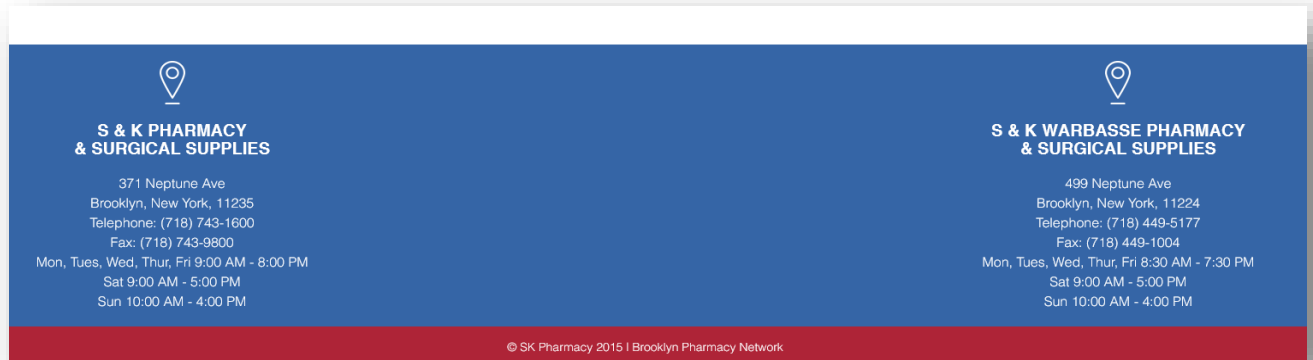 S & K PHARMACY
& SURGICAL SUPPLIES
371 Neptune Ave
Brooklyn, New York, 11235
Telephone: (718) 743-1600
Fax: (718) 743-9800
Mon, Tues, Wed, Thur, Fri 9:00 AM - 8:00 PM
Sat 9:00 AM - 5:00 PM
Sun 10:00 AM - 4:00 PM
S & K WARBASSE PHARMACY
& SURGICAL SUPPLIES
499 Neptune Ave
Brooklyn, New York, 11224
Telephone: (718) 449-5177
Fax: (718) 449-1004
Mon, Tues, Wed, Thur, Fri 8:30 AM - 7:30 PM
Sat 9:00 AM - 5:00 PM
Sun 10:00 AM - 4:00 PM
© SK Pharmacy 2015 | Brooklyn Pharmacy Network